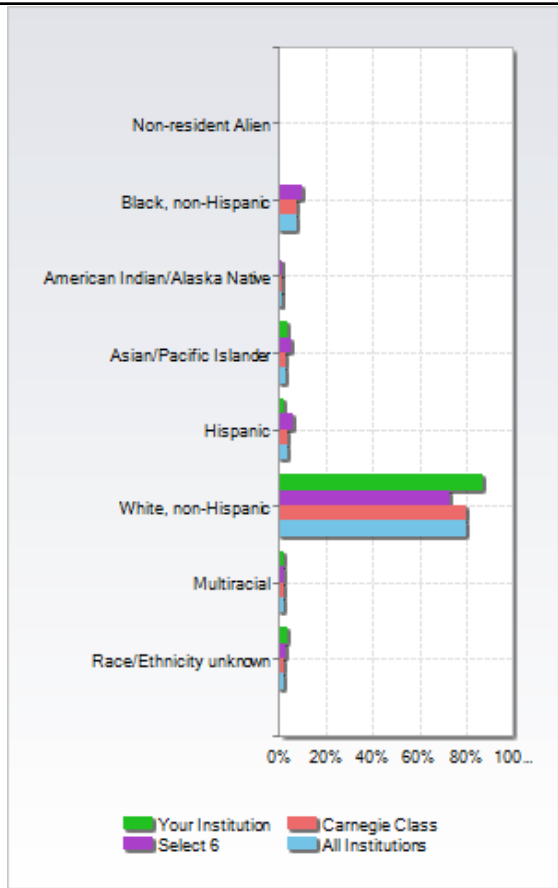 Non-resident Alien
Black, non-Hispanic
American Indian/Alaska Native
Asian/Pacific Islander
Hispanic
White, non-Hispanic
Multiracial
Race/Ethnicity unknown
0% 20% 40% 60% 80% 100...
Your Institution Carnegie Class
Select 6 All Institutions